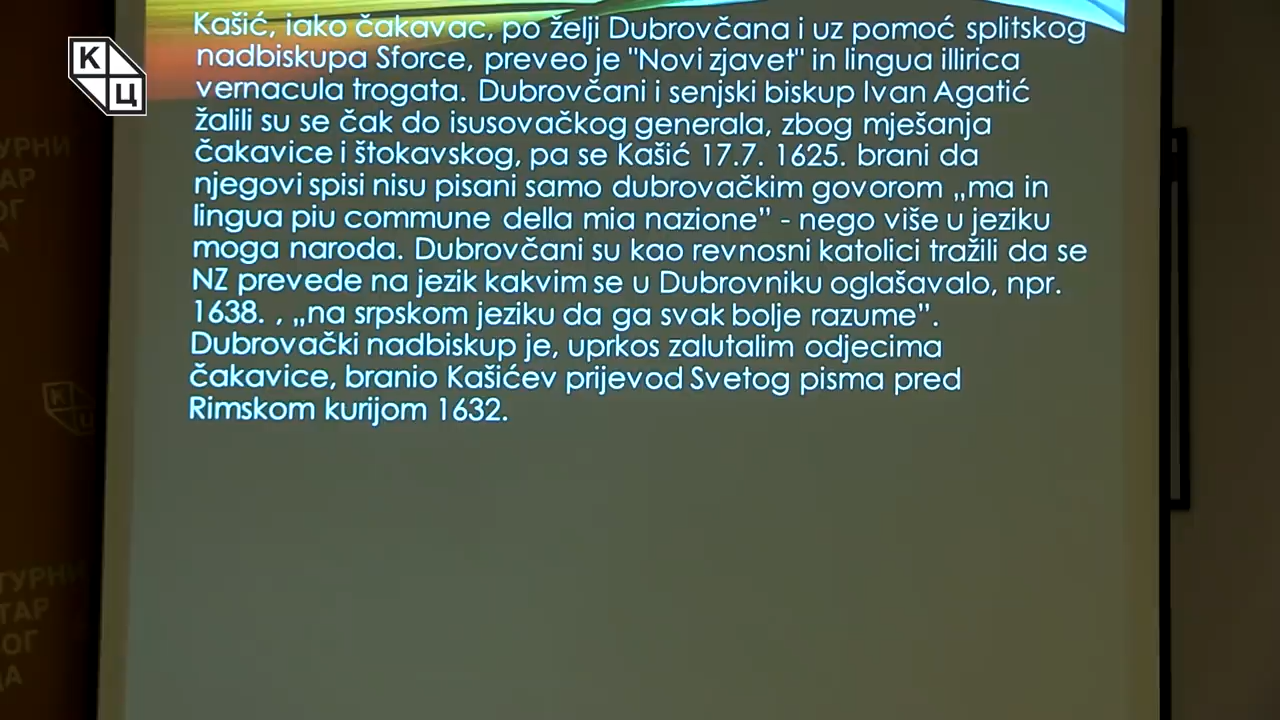 Kašić, iako čakavac, po želji Dubrovčana i uz pomoć splitskog
nadbiskupa Sforce, preveo je "Novi zjavet" in lingua illirica
vernacula trogata. Dubrovčani i senjski biskup Ivan Agatić
žalili su se čak do isusovačkog generala, zbog mješanja
čakavice i štokavskog, pa se Kašić 17.7. 1625. brani da
njegovi spisi nisu pisani samo dubrovačkim govorom „ma in
lingua piu commune della mia nazione” - nego više u jeziku
moga naroda. Dubrovčani su kao revnosni katolici tražili da se
NZ prevede na jezik kakvim se u Dubrovniku oglašavalo, npr.
1638. , „na srpskom jeziku da ga svak bolje razume”.
Dubrovački nadbiskup je, uprkos zalutalim odjecima
čakavice, branio Kašićev prijevod Svetog pisma pred
Rimskom kurijom 1632.
К
Ц